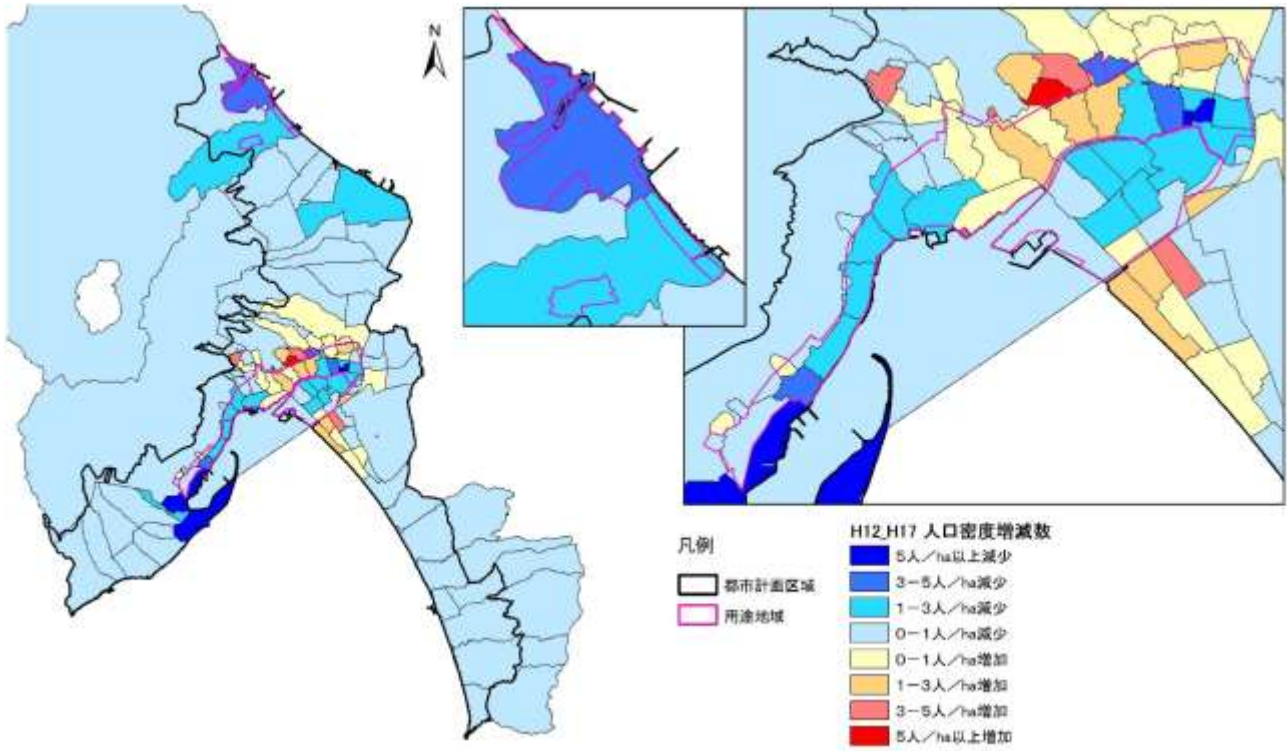 N
凡例
都市計画区域
用途地域
H12_H17 人口密度増減数
5人/ha以上減少
3-5人/ha減少
1-3人/ha減少
0-1人/ha減少
0-1人/ha増加
1-3人/ha増加
3-5人/ha増加
5人/ha以上増加